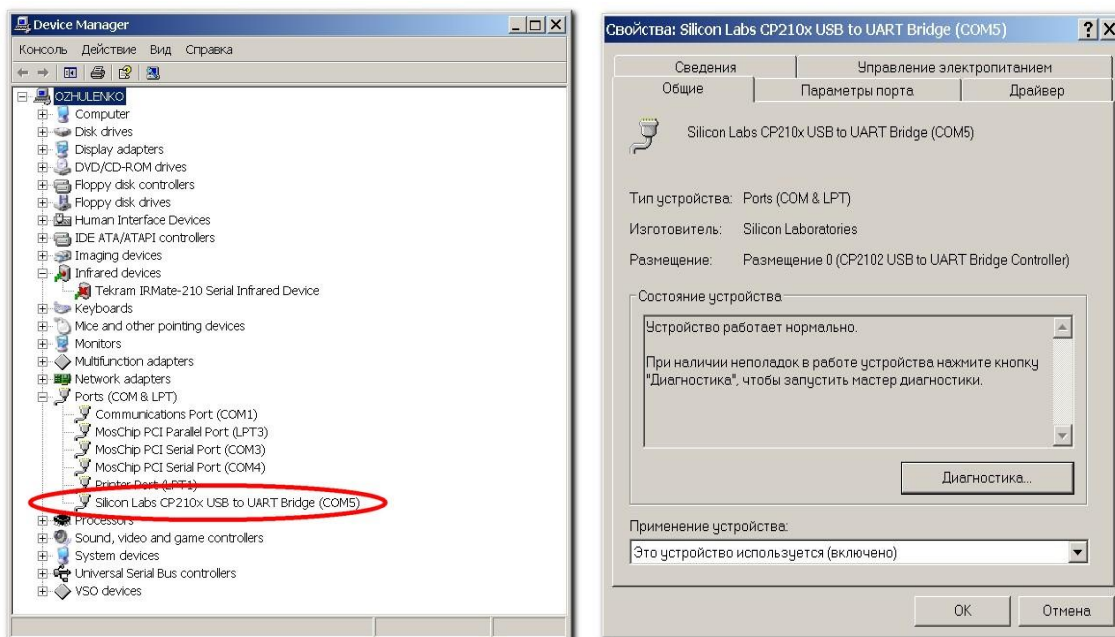 Device Manager
Консоль Действие Вид Справка
OZHULENKO
Computer
Disk drives
Display adapters
DVD/CD-ROM drives
Floppy disk controllers
Floppy disk drives
Human Interface Devices
IDE ATA/ATAPI controllers
Imaging devices
Infrared devices
Tekram IRMate-210 Serial Infrared Device
Keyboards
Mice and other pointing devices
Monitors
Multifunction adapters
Network adapters
Ports (COM & LPT)
Communications Port (COM1)
MosChip PCI Parallel Port (LPT3)
MosChip PCI Serial Port (COM3)
MosChip PCI Serial Port (COM4)
Printer Port (LPT1)
Silicon Labs CP210x USB to UART Bridge (COM5)
Processors
Sound, video and game controllers
System devices
Universal Serial Bus controllers
VSO devices
Свойства: Silicon Labs CP210x USB to UART Bridge (COM5)
Сведения Управление электропитанием
Общие Параметры порта Драйвер
Silicon Labs CP210x USB to UART Bridge (COM5)
Тип устройства: Ports (COM & LPT)
Изготовитель: Silicon Laboratories
Размещение: Размещение 0 (CP2102 USB to UART Bridge Controller)
Состояние устройства
Устройство работает нормально.
При наличии неполадок в работе устройства нажмите кнопку
"Диагностика", чтобы запустить мастер диагностики.
Диагностика...
Применение устройства:
Это устройство используется (включено)
OK Отмена